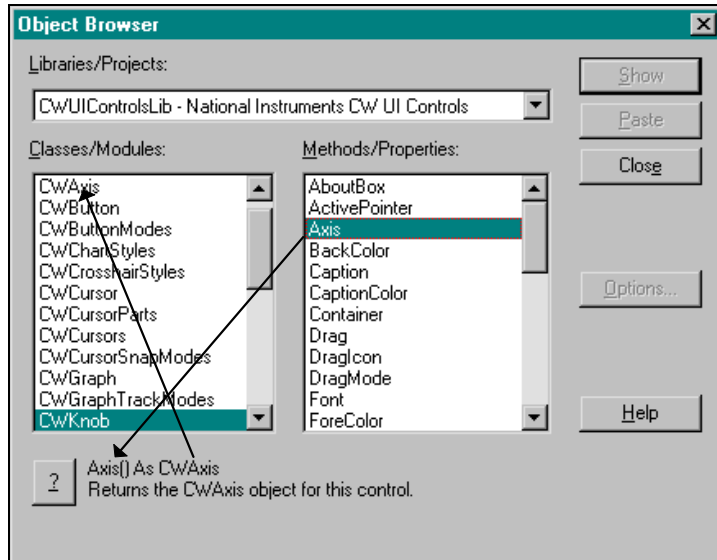 Object Browser
Libraries/Projects:
Show
CWUIControlsLib - National Instruments CW UI Controls
Paste
Classes/Modules:
Methods/Properties:
Close
CWAxis
CWButton
CWButtonModes
CWChartStyles
CWCrosshairStyles
CWCursor
CWCursorParts
CWCursors
CWCursorSnapModes
CWGraph
CWGraphTrackModes
CWKnob
AboutBox
ActivePointer
Axis
BackColor
Caption
CaptionColor
Container
Drag
DragIcon
DragMode
Font
ForeColor
Options...
Help
?
Axis() As CWAxis
Returns the CWAxis object for this control.